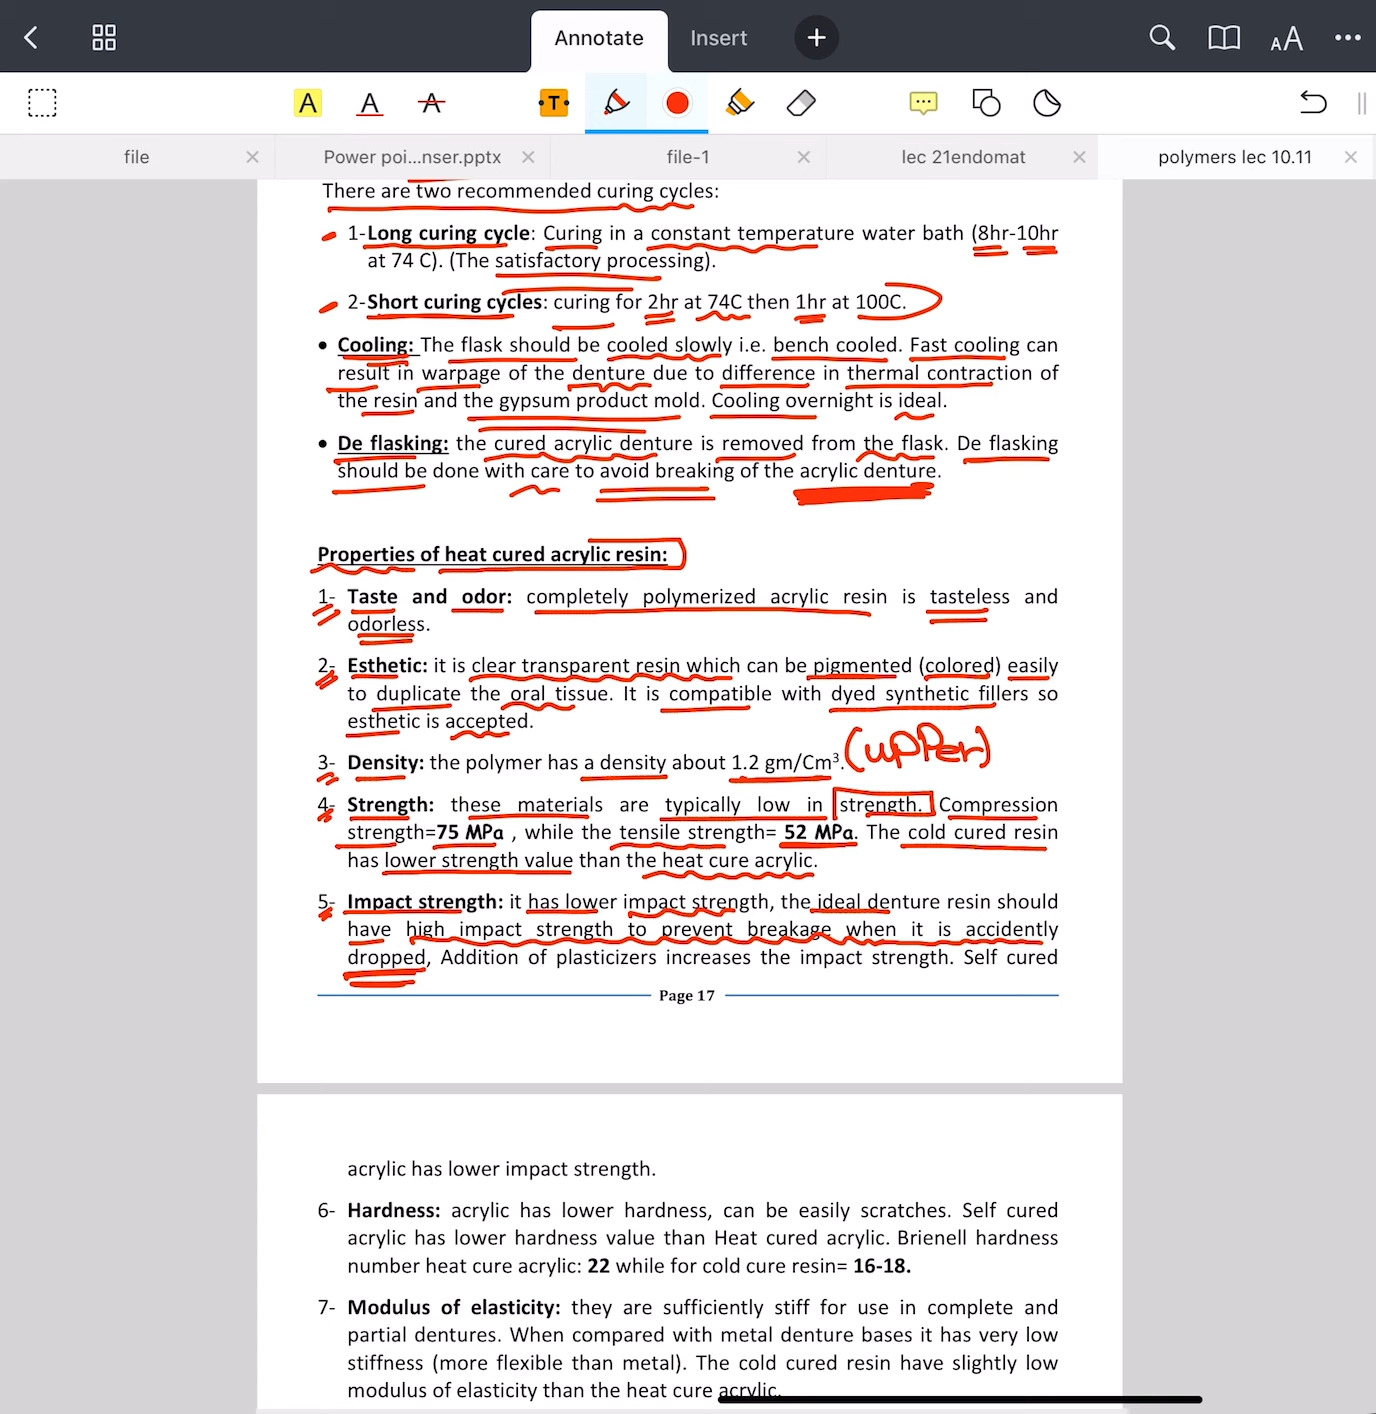 Annotate Insert +
A A A T AA
file Power poi...nser.pptx file-1 lec 21endomat polymers lec 10.11
There are two recommended curing cycles:
1-Long curing cycle: Curing in a constant temperature water bath (8hr-10hr
at 74 C). (The satisfactory processing).
2-Short curing cycles: curing for 2hr at 74C then 1hr at 100C.
• Cooling: The flask should be cooled slowly i.e. bench cooled. Fast cooling can
result in warpage of the denture due to difference in thermal contraction of
the resin and the gypsum product mold. Cooling overnight is ideal.
• De flasking: the cured acrylic denture is removed from the flask. De flasking
should be done with care to avoid breaking of the acrylic denture.
Properties of heat cured acrylic resin:
1- Taste and odor: completely polymerized acrylic resin is tasteless and
odorless.
2- Esthetic: it is clear transparent resin which can be pigmented (colored) easily
to duplicate the oral tissue. It is compatible with dyed synthetic fillers so
esthetic is accepted.
3- Density: the polymer has a density about 1.2 gm/Cm³. (upper)
4- Strength: these materials are typically low in strength. Compression
strength=75 MPa , while the tensile strength= 52 MPa. The cold cured resin
has lower strength value than the heat cure acrylic.
5- Impact strength: it has lower impact strength, the ideal denture resin should
have high impact strength to prevent breakage when it is accidently
dropped, Addition of plasticizers increases the impact strength. Self cured
Page 17
acrylic has lower impact strength.
6- Hardness: acrylic has lower hardness, can be easily scratches. Self cured
acrylic has lower hardness value than Heat cured acrylic. Brienell hardness
number heat cure acrylic: 22 while for cold cure resin= 16-18.
7- Modulus of elasticity: they are sufficiently stiff for use in complete and
partial dentures. When compared with metal denture bases it has very low
stiffness (more flexible than metal). The cold cured resin have slightly low
modulus of elasticity than the heat cure acrylic.